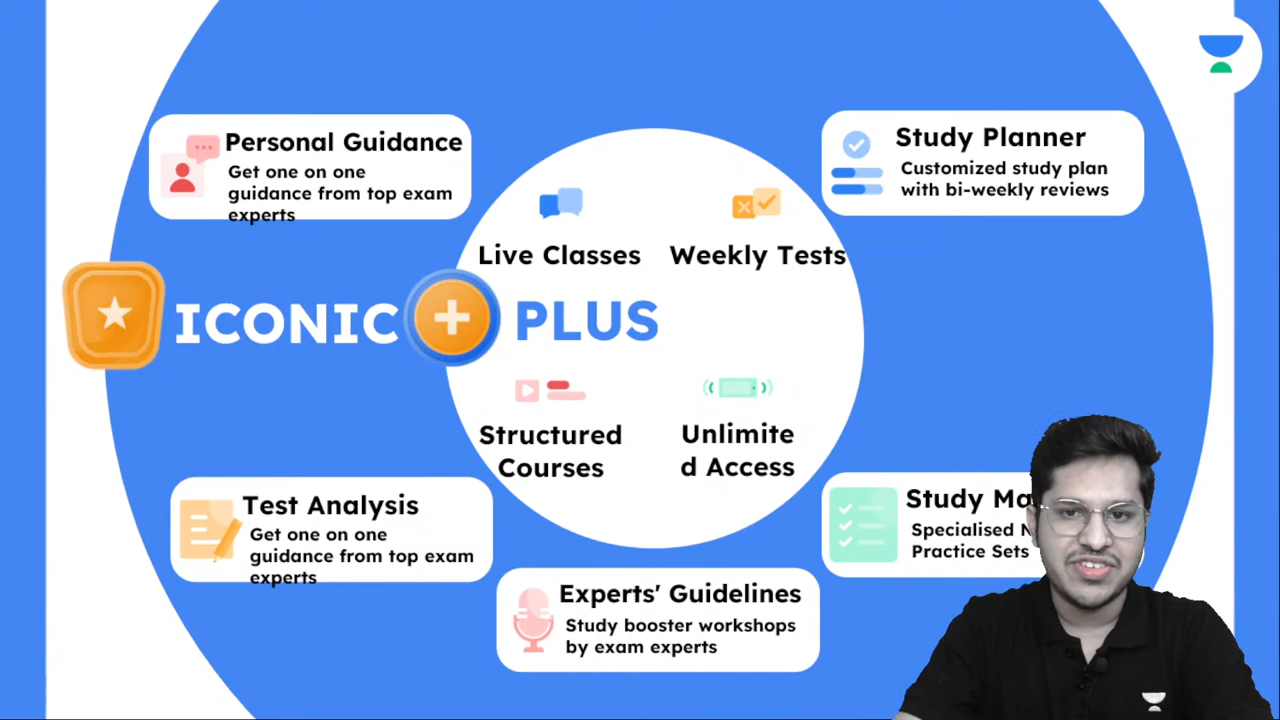 Personal Guidance
Get one on one
guidance from top exam
experts
Study Planner
Customized study plan
with bi-weekly reviews
Live Classes
Weekly Tests
ICONIC
PLUS
Structured
Courses
Unlimite
d Access
Test Analysis
Get one on one
guidance from top exam
experts
Study
Specialised
Practice Sets
Experts' Guidelines
Study booster workshops
by exam experts